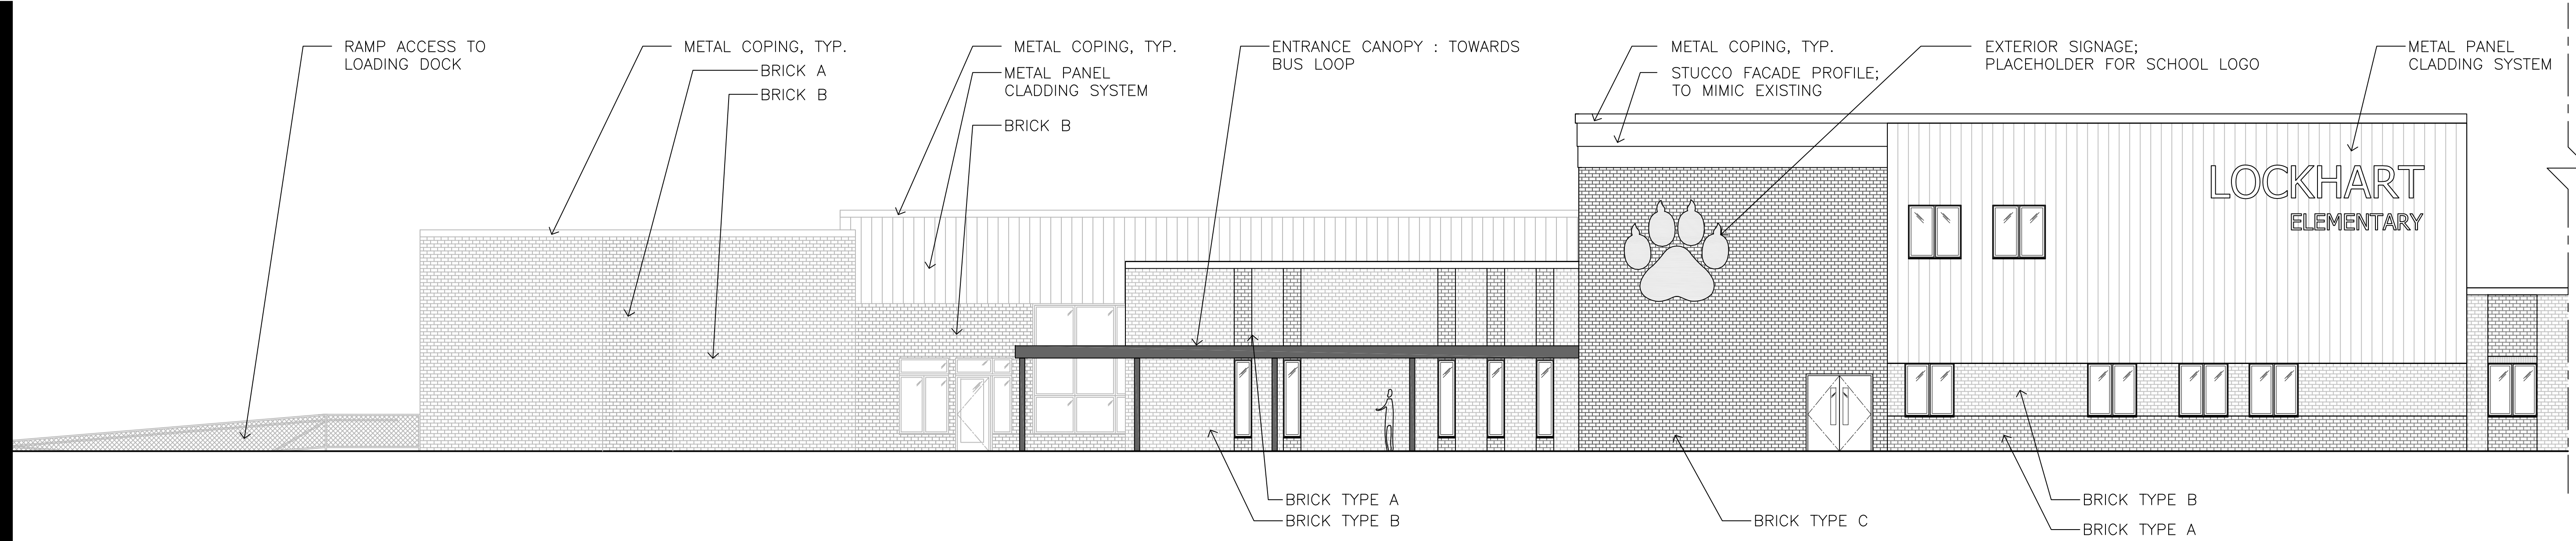 RAMP ACCESS TO
LOADING DOCK
METAL COPING, TYP.
BRICK A
BRICK B
METAL COPING, TYP.
METAL PANEL
CLADDING SYSTEM
BRICK B
ENTRANCE CANOPY : TOWARDS
BUS LOOP
METAL COPING, TYP.
STUCCO FACADE PROFILE;
TO MIMIC EXISTING
EXTERIOR SIGNAGE;
PLACEHOLDER FOR SCHOOL LOGO
METAL PANEL
CLADDING SYSTEM
LOCKHART
ELEMENTARY
BRICK TYPE A
BRICK TYPE B
BRICK TYPE C
BRICK TYPE B
BRICK TYPE A